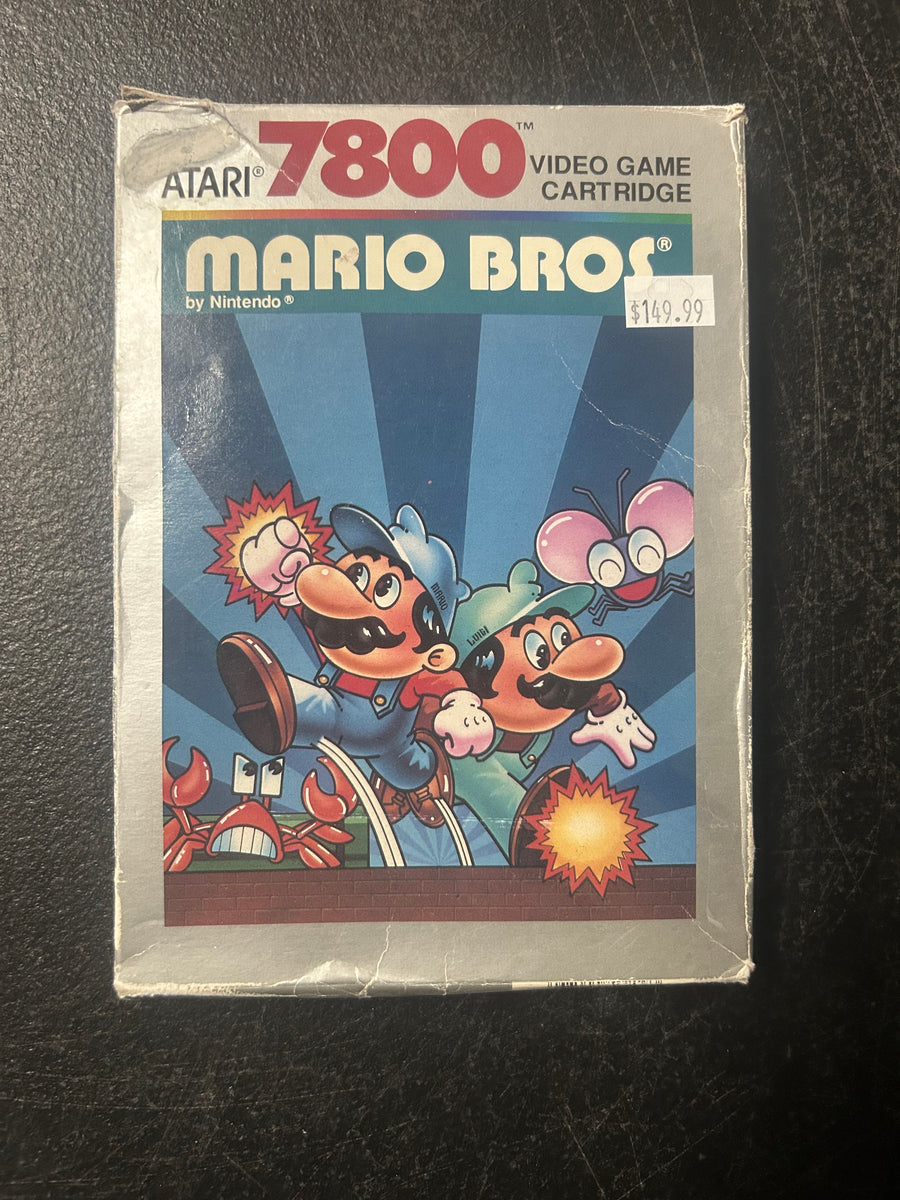 ATARI® 7800™ VIDEO GAME
CARTRIDGE
MARIO BROS®
by Nintendo®
$149.99
MARIO
LUIGI